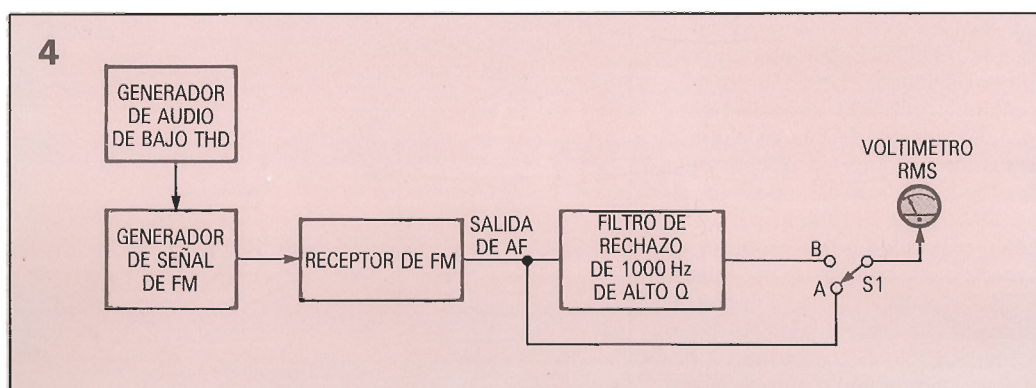 4
GENERADOR
DE AUDIO
DE BAJO THD
GENERADOR
DE SEÑAL
DE FM
RECEPTOR DE FM
SALIDA
DE AF
FILTRO DE
RECHAZO
DE 1000 Hz
DE ALTO Q
B
A
S1
VOLTIMETRO
RMS